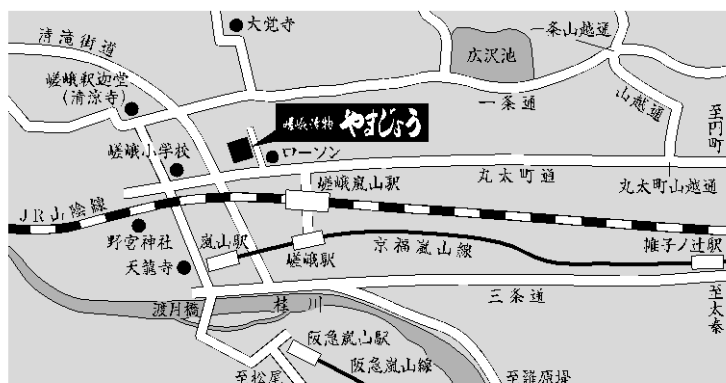 大覚寺
清滝街道
一条山越通
広沢池
嵯峨釈迦堂
(清涼寺)
一条通
山越通
至円町
嵯峨漬物 やすじょう
嵯峨小学校
ローソン
嵯峨嵐山駅
丸太町通
丸太町山越通
JR山陰線
野宮神社
嵐山駅
嵯峨駅
京福嵐山線
帷子ノ辻駅
天龍寺
渡月橋
桂川
三条通
至太秦
阪急嵐山駅
至松尾
阪急嵐山線